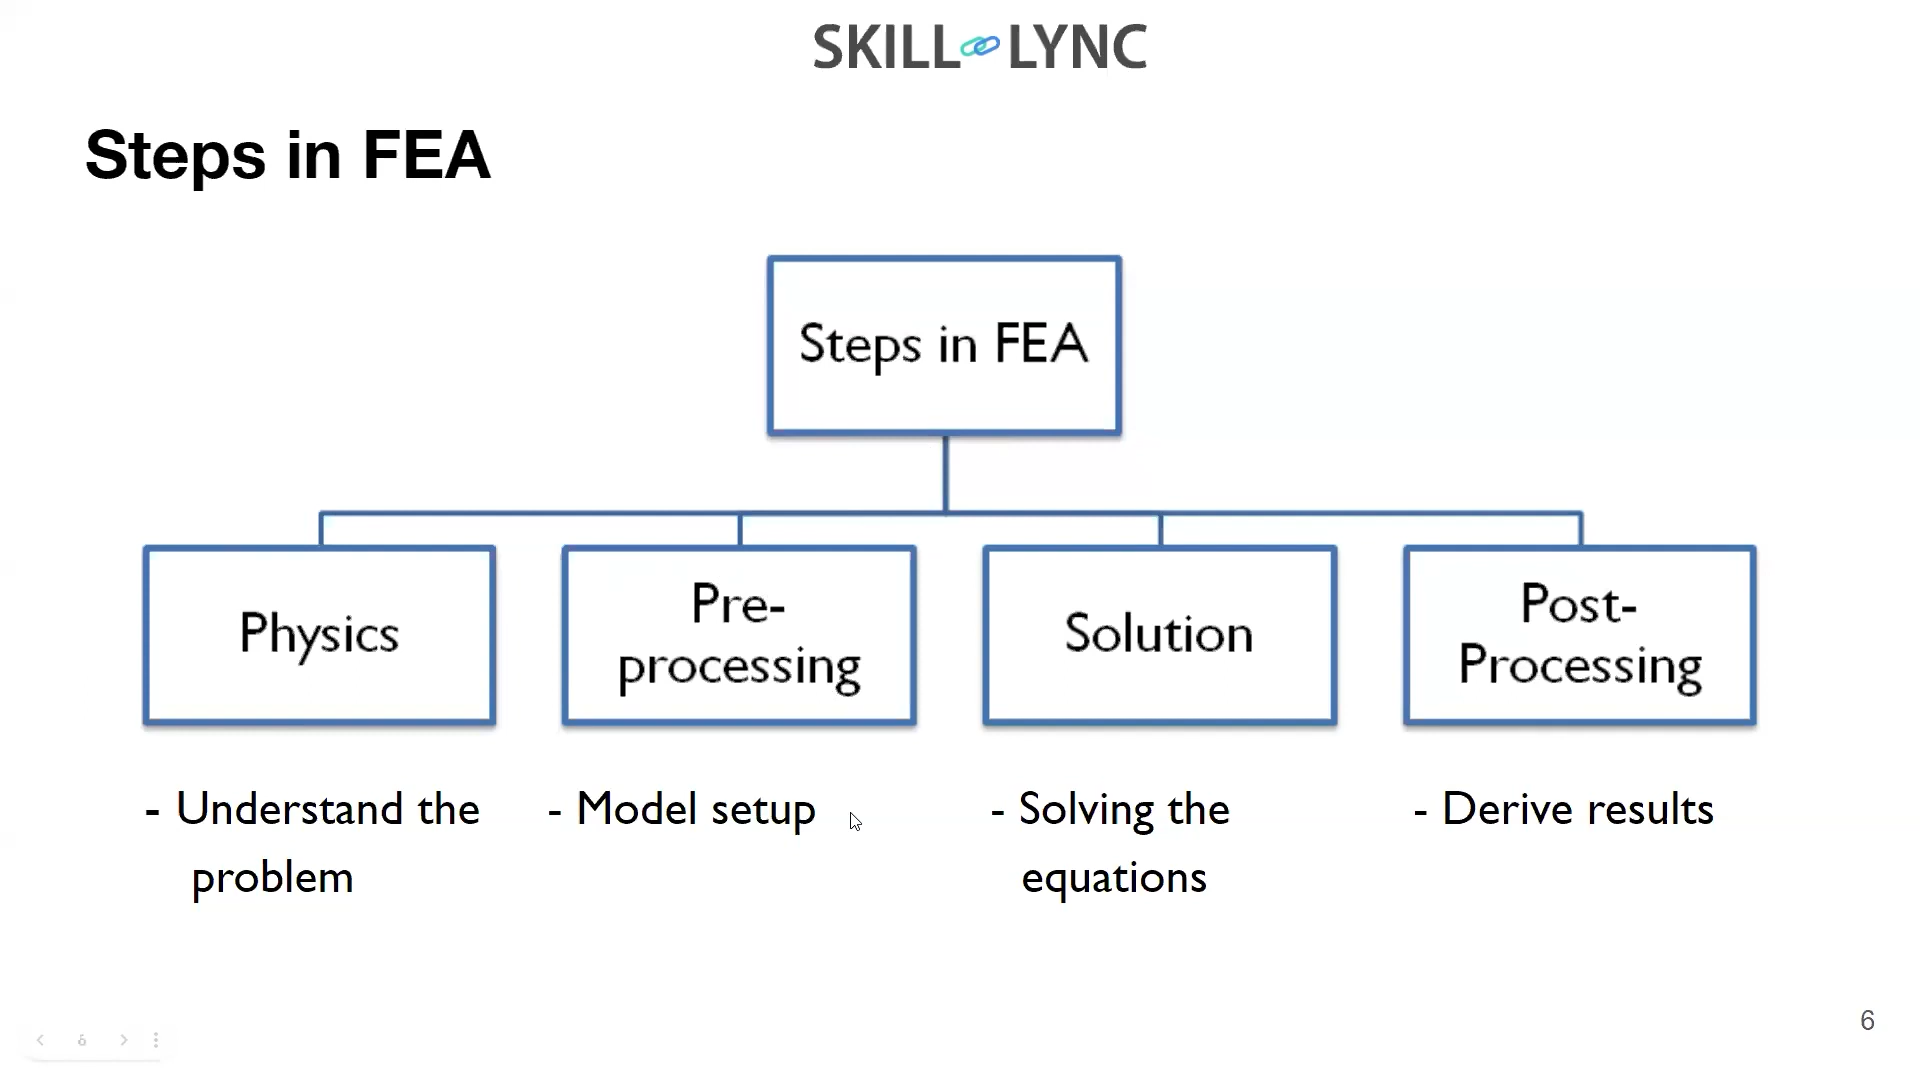 SKILL LYNC
Steps in FEA
Steps in FEA
Physics
Pre-
processing
Solution
Post-
Processing
- Understand the
problem
- Model setup
- Solving the
equations
- Derive results
6
6